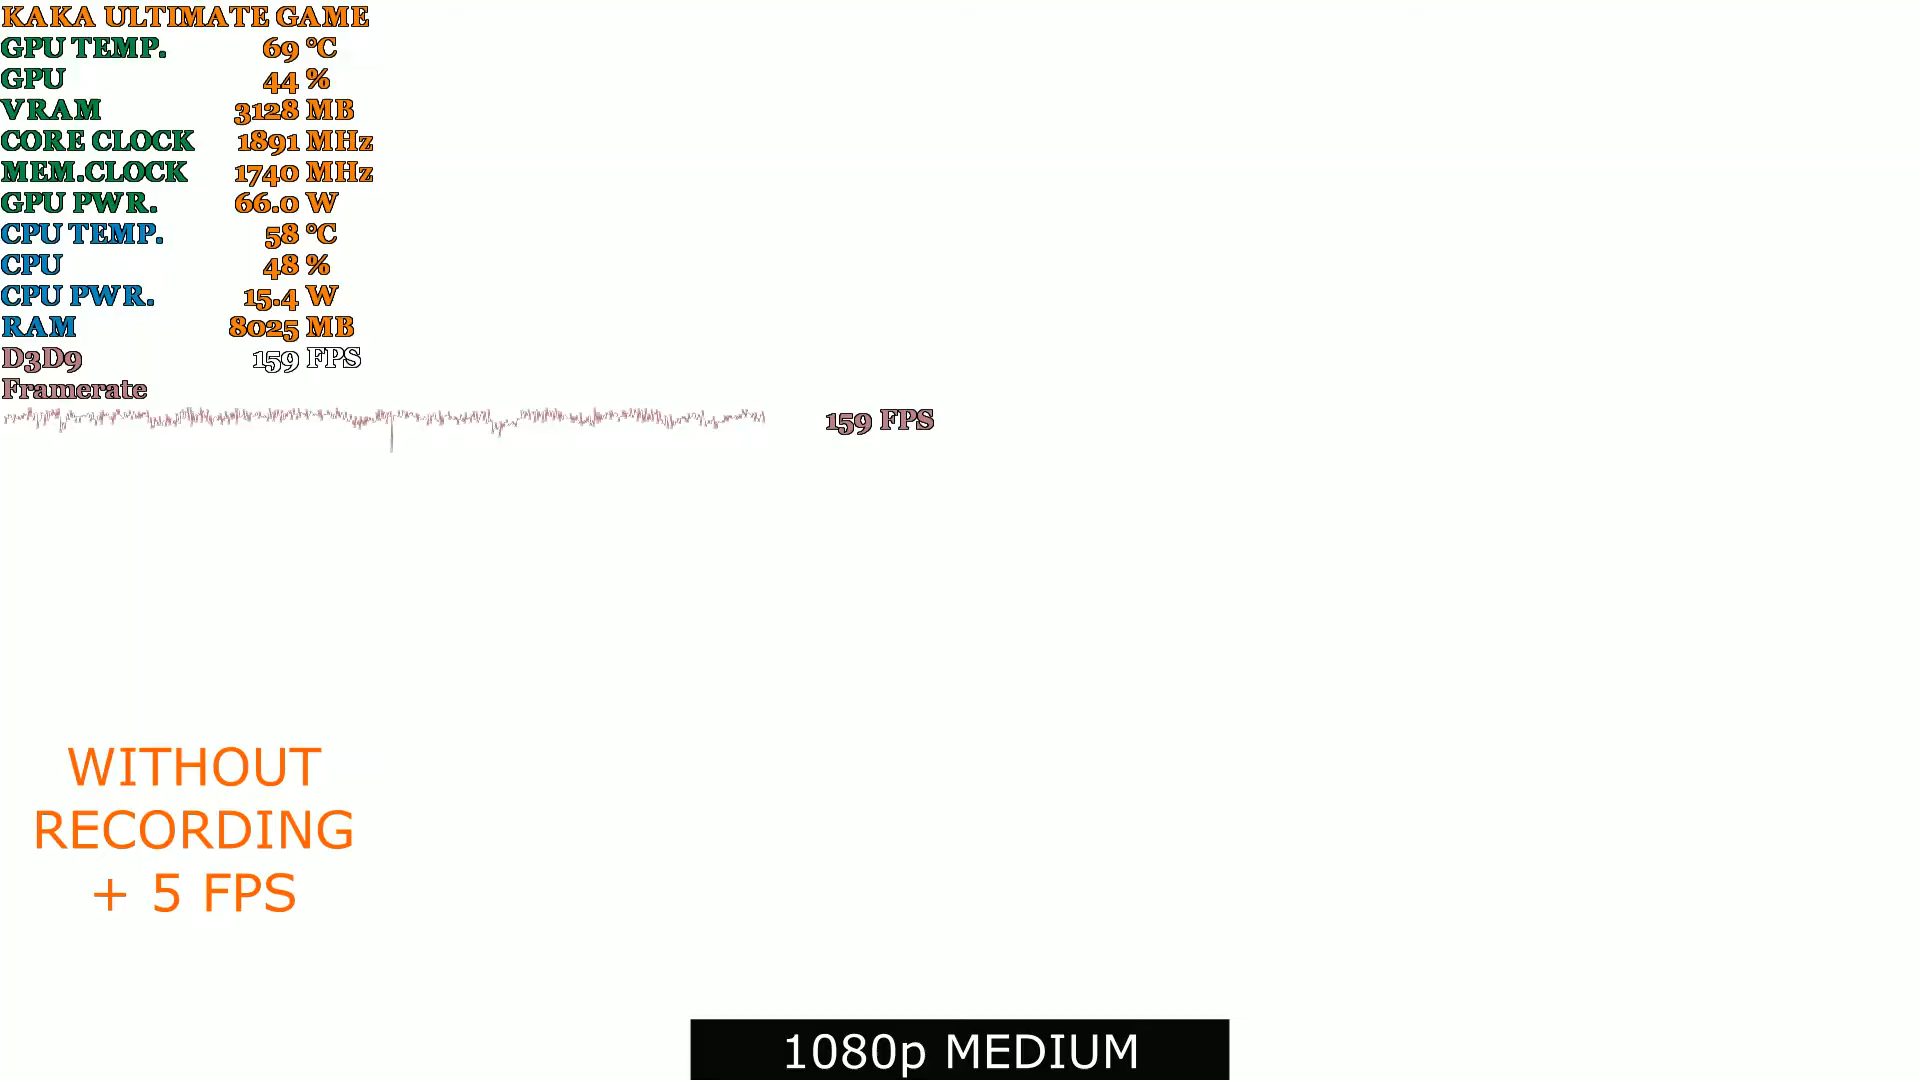 KAKA ULTIMATE GAME
GPU TEMP. 69 °C
GPU 44 %
VRAM 3128 MB
CORE CLOCK 1891 MHz
MEM.CLOCK 1740 MHz
GPU PWR. 66.0 W
CPU TEMP. 58 °C
CPU 48 %
CPU PWR. 15.4 W
RAM 8025 MB
D3D9 159 FPS
Framerate
159 FPS
WITHOUT
RECORDING
+ 5 FPS
1080p MEDIUM